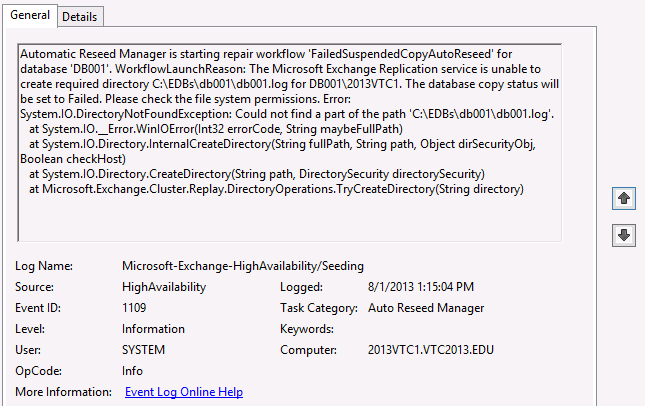 General Details
Automatic Reseed Manager is starting repair workflow 'FailedSuspendedCopyAutoReseed' for
database 'DB001'. WorkflowLaunchReason: The Microsoft Exchange Replication service is unable to
create required directory C:\EDBs\db001\db001.log for DB001\2013VTC1. The database copy status will
be set to Failed. Please check the file system permissions. Error:
System.IO.DirectoryNotFoundException: Could not find a part of the path 'C:\EDBs\db001\db001.log'.
at System.IO.__Error.WinIOError(Int32 errorCode, String maybeFullPath)
at System.IO.Directory.InternalCreateDirectory(String fullPath, String path, Object dirSecurityObj,
Boolean checkHost)
at System.IO.Directory.CreateDirectory(String path, DirectorySecurity directorySecurity)
at Microsoft.Exchange.Cluster.Replay.DirectoryOperations.TryCreateDirectory(String directory)
Log Name: Microsoft-Exchange-HighAvailability/Seeding
Source: HighAvailability Logged: 8/1/2013 1:15:04 PM
Event ID: 1109 Task Category: Auto Reseed Manager
Level: Information Keywords:
User: SYSTEM Computer: 2013VTC1.VTC2013.EDU
OpCode: Info
More Information: Event Log Online Help